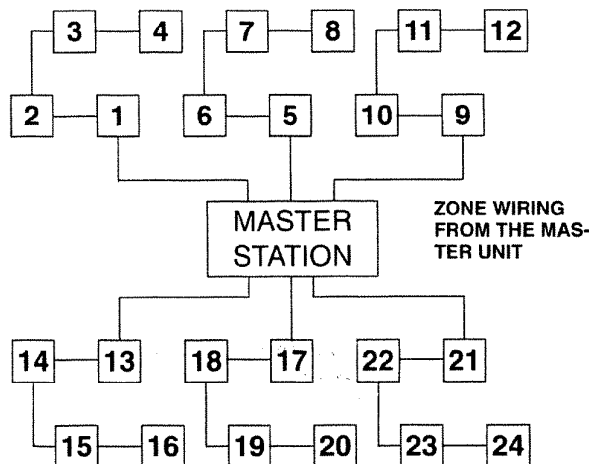 3 4 7 8 11 12
2 1 6 5 10 9
MASTER
STATION
ZONE WIRING
FROM THE MAS-
TER UNIT
14 13 18 17 22 21
15 16 19 20 23 24